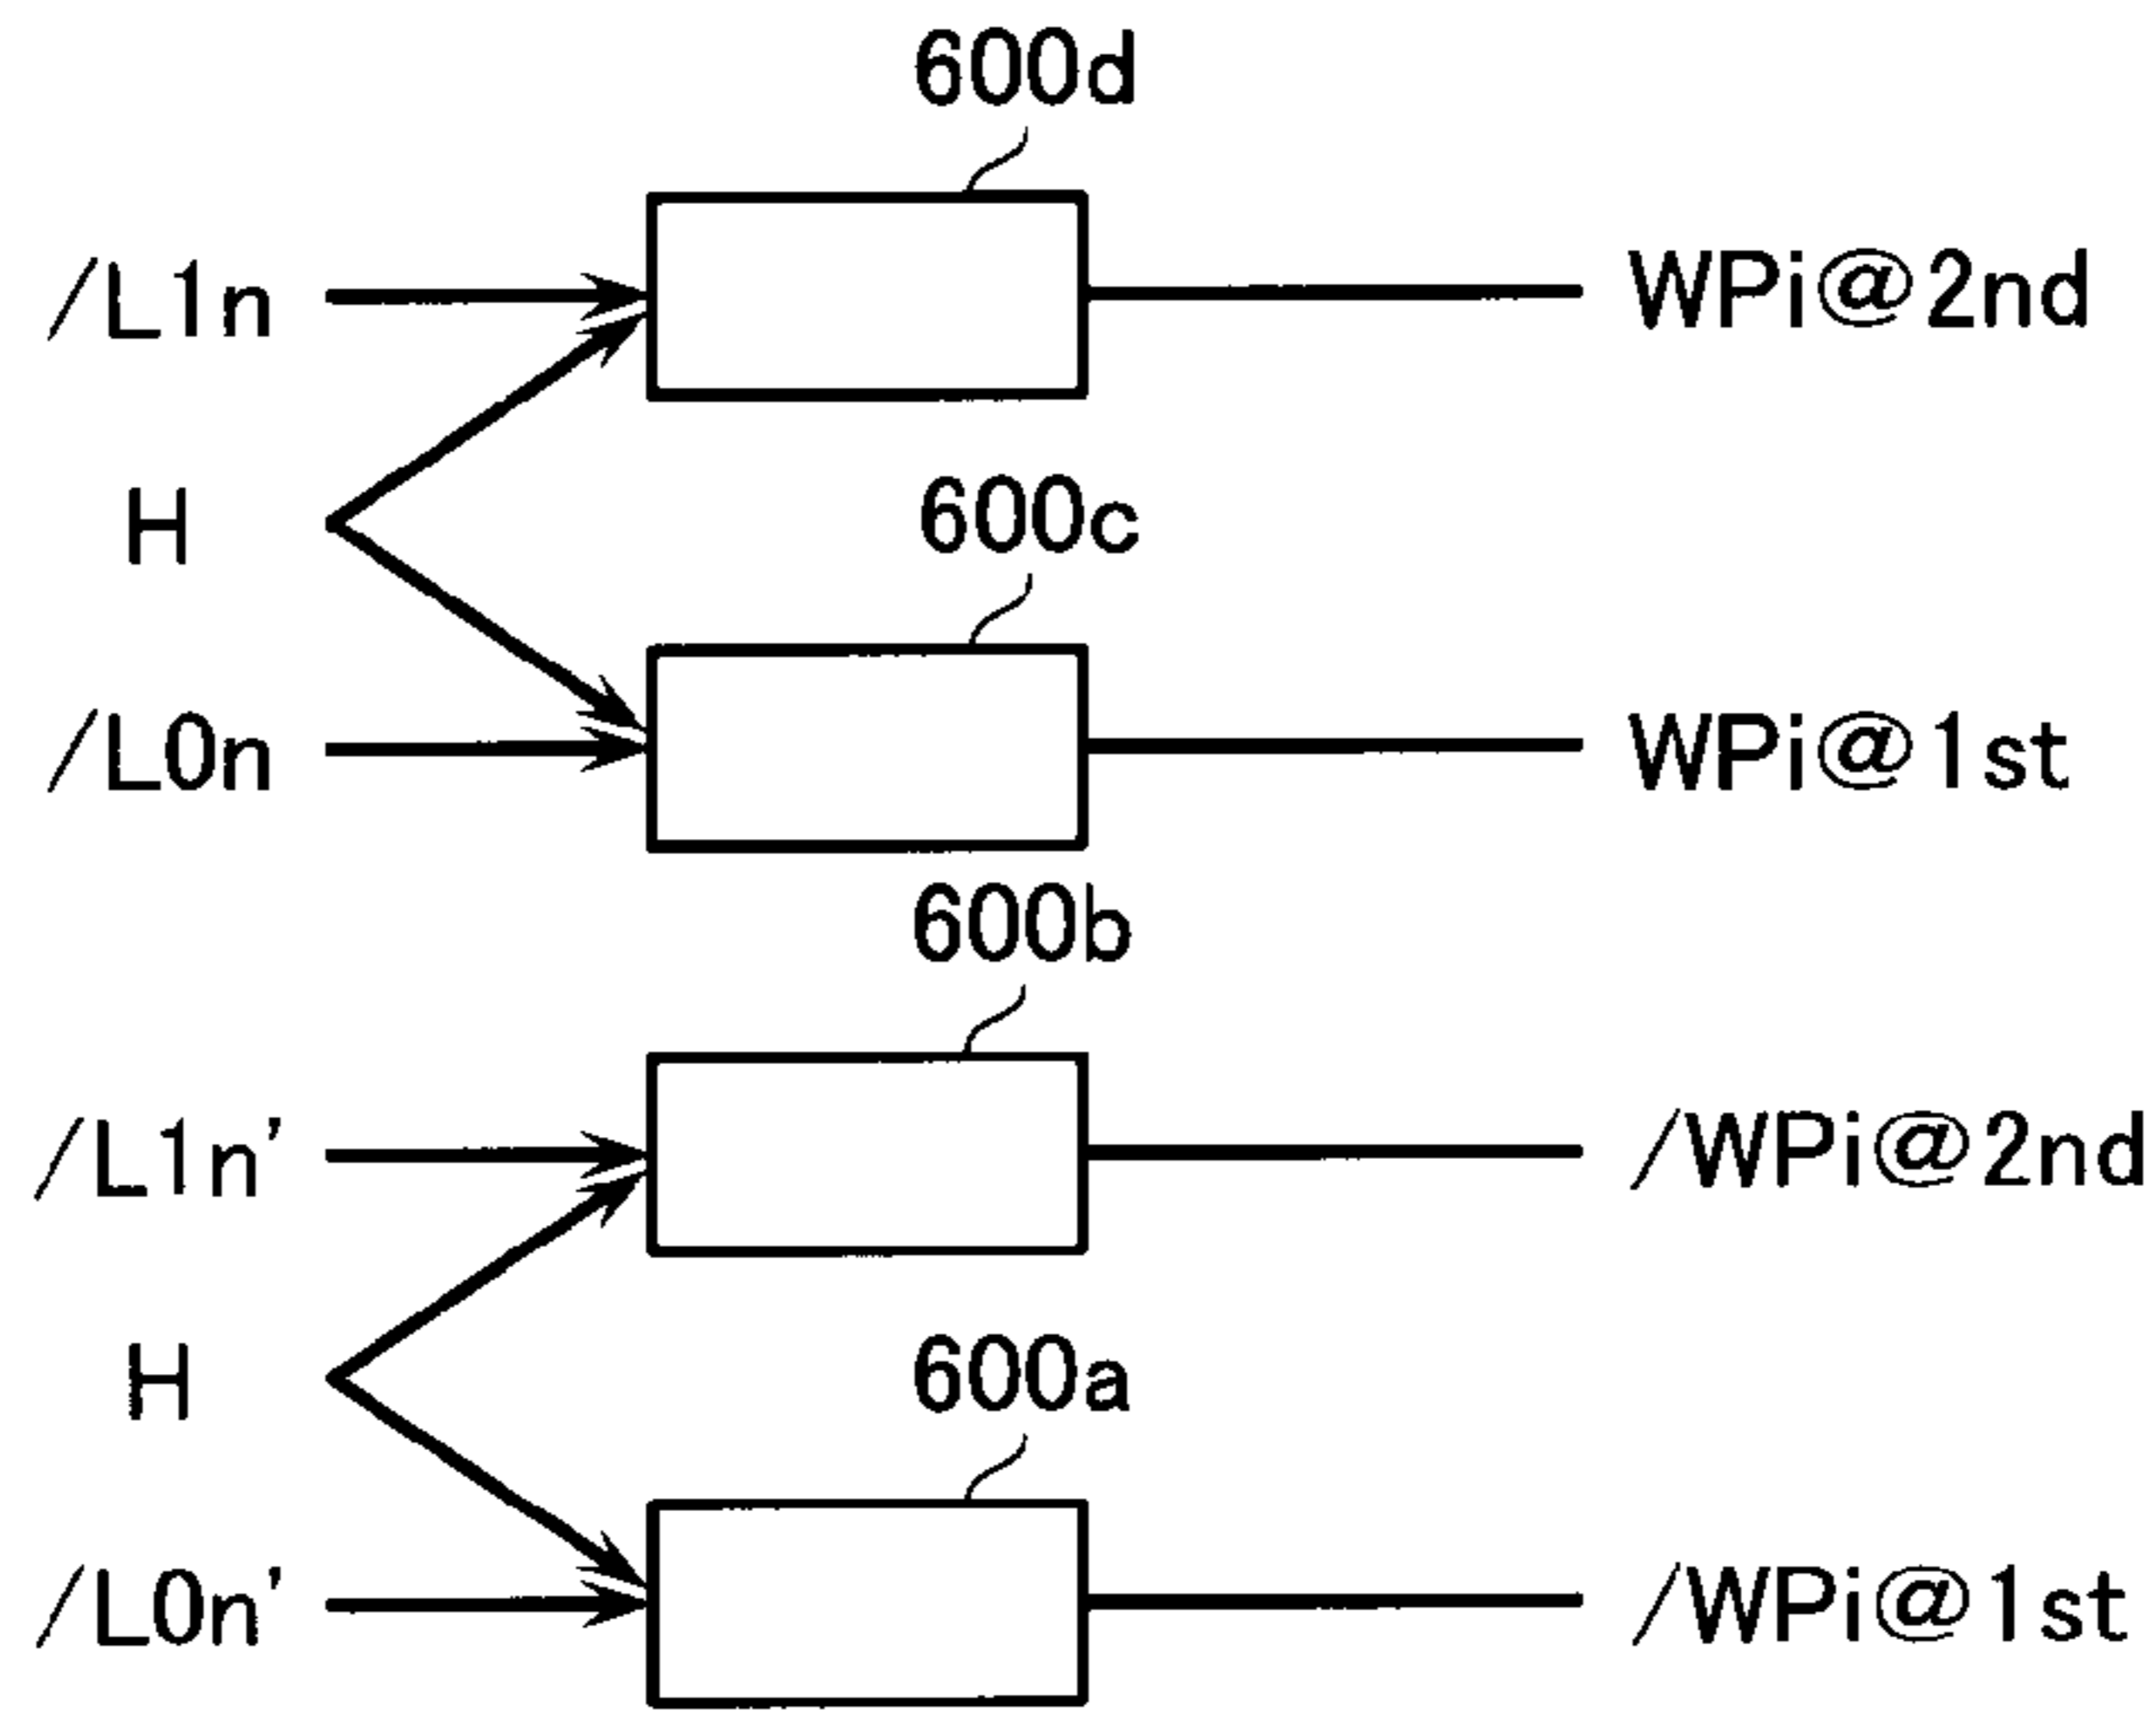 600d
/L1n WPi@2nd
H
600c
/L0n WPi@1st
600b
/L1n' /WPi@2nd
H
600a
/L0n' /WPi@1st